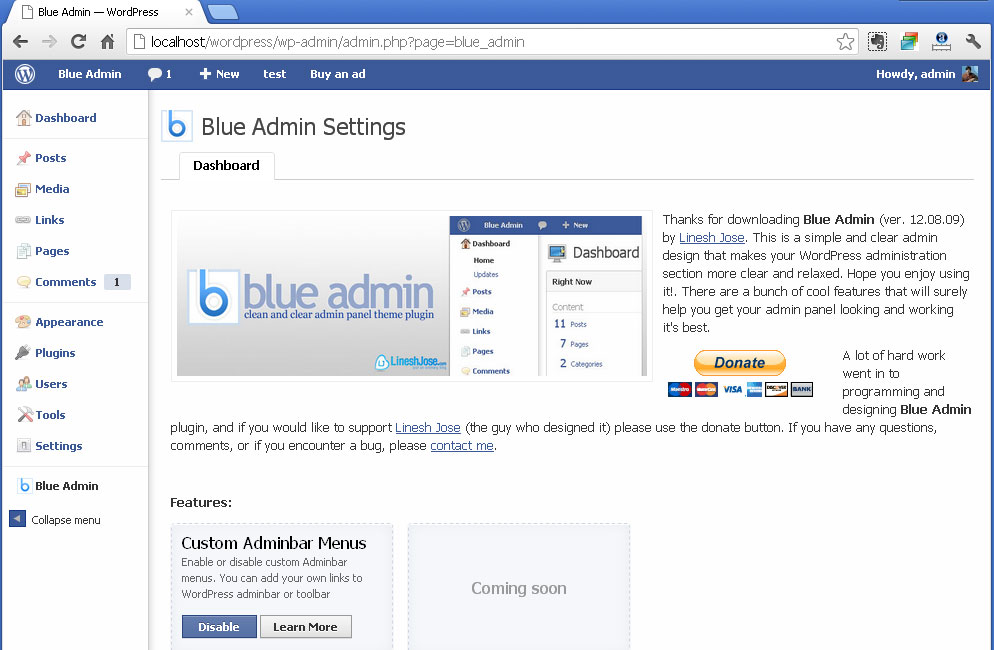 Blue Admin — WordPress
localhost/wordpress/wp-admin/admin.php?page=blue_admin
Blue Admin 1 + New test Buy an ad Howdy, admin
Dashboard
Posts
Media
Links
Pages
Comments 1
Appearance
Plugins
Users
Tools
Settings
Blue Admin
Collapse menu
Blue Admin Settings
Dashboard
blue admin
clean and clear admin panel theme plugin
LineshJose.com
Blue Admin + New
Dashboard
Home
Updates
Posts
Media
Links
Pages
Comments
Dashboard
Right Now
Content
11 Posts
7 Pages
2 Categories
Thanks for downloading Blue Admin (ver. 12.08.09)
by Linesh Jose. This is a simple and clear admin
design that makes your WordPress administration
section more clear and relaxed. Hope you enjoy using
it!. There are a bunch of cool features that will surely
help you get your admin panel looking and working
it's best.
Donate
Maestro MasterCard VISA DISCOVER BANK
A lot of hard work
went in to
programming and
designing Blue Admin
plugin, and if you would like to support Linesh Jose (the guy who designed it) please use the donate button. If you have any questions,
comments, or if you encounter a bug, please contact me.
Features:
Custom Adminbar Menus
Enable or disable custom Adminbar
menus. You can add your own links to
WordPress adminbar or toolbar
Disable Learn More
Coming soon